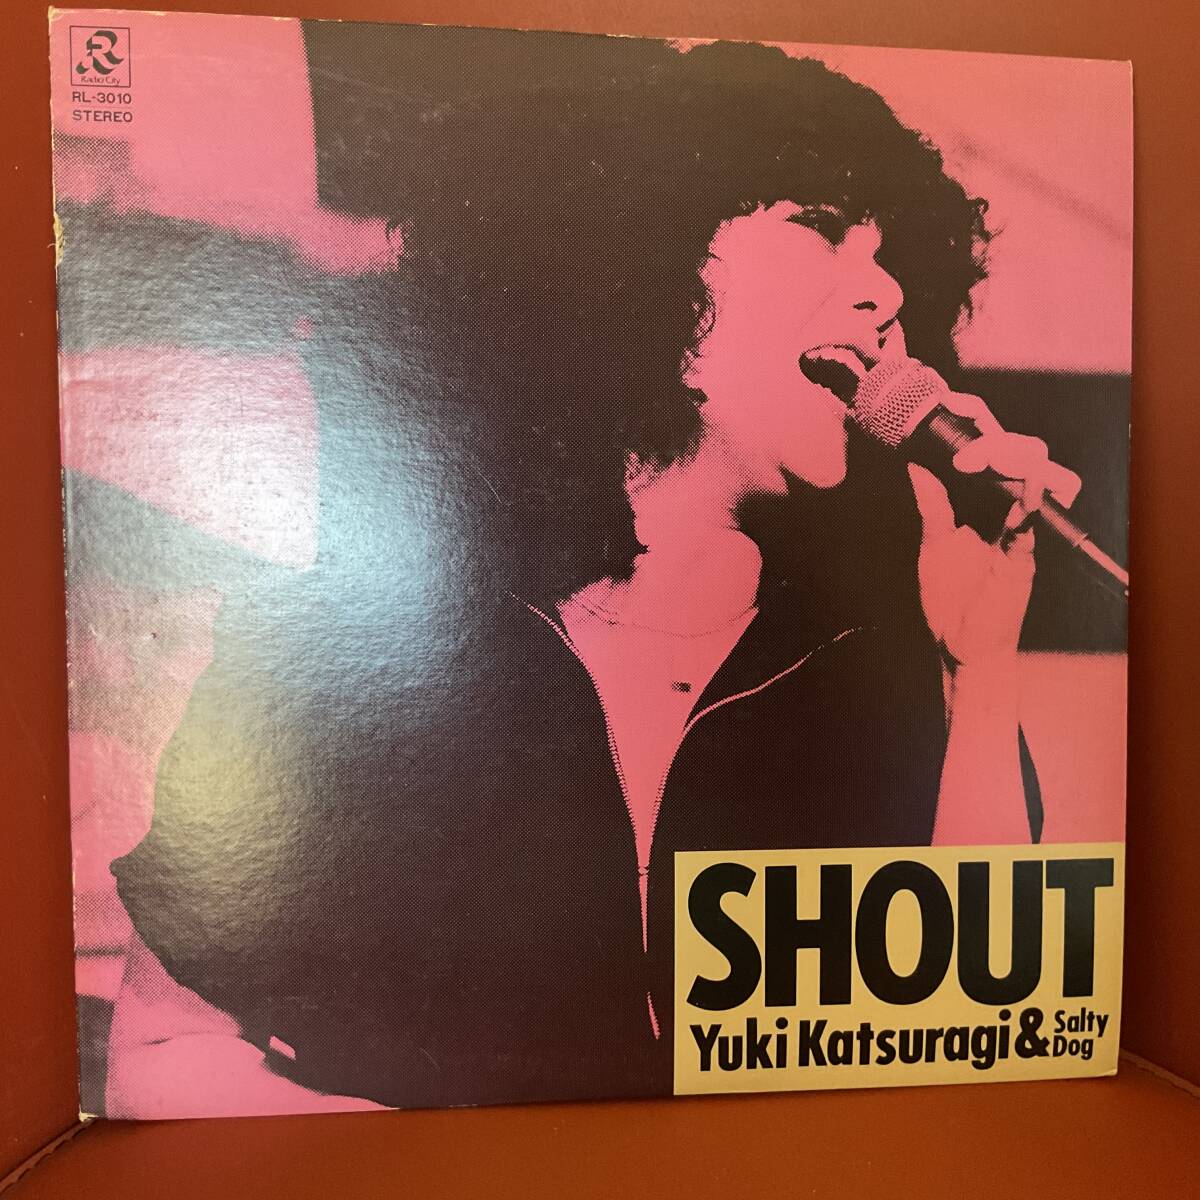 Radio City
RL-3010
STEREO
SHOUT
Yuki Katsuragi & Salty Dog